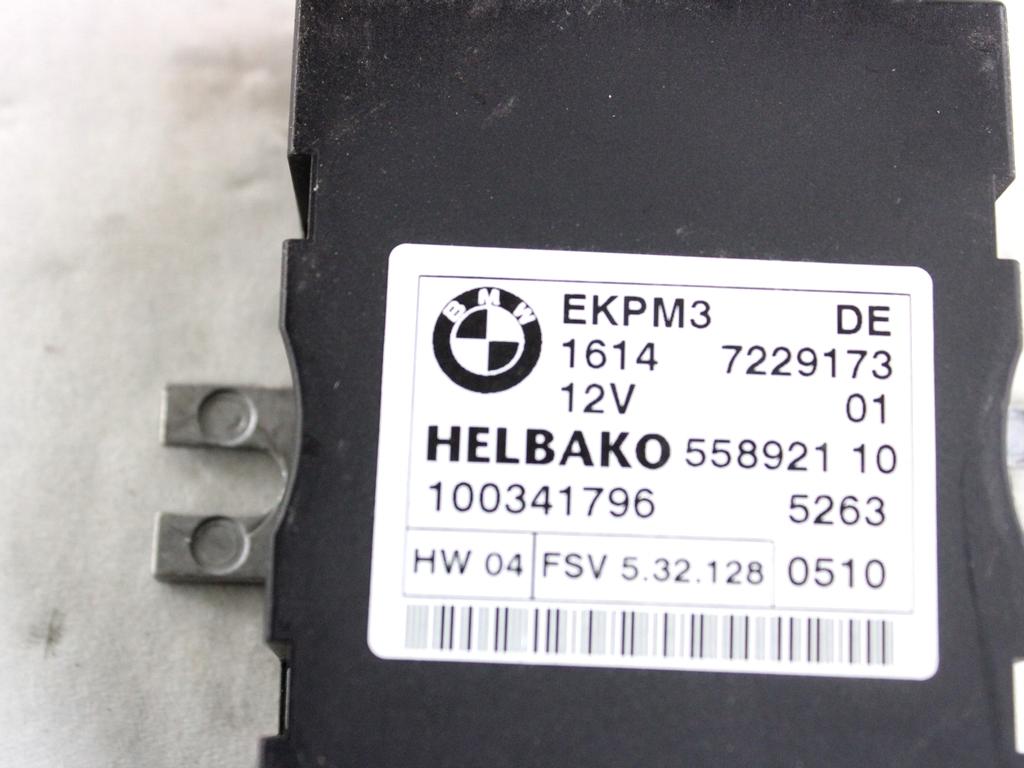 BMW EKPM3 DE
1614 7229173
12V 01
HELBAKO 558921 10
100341796 5263
HW 04 FSV 5.32.128 0510